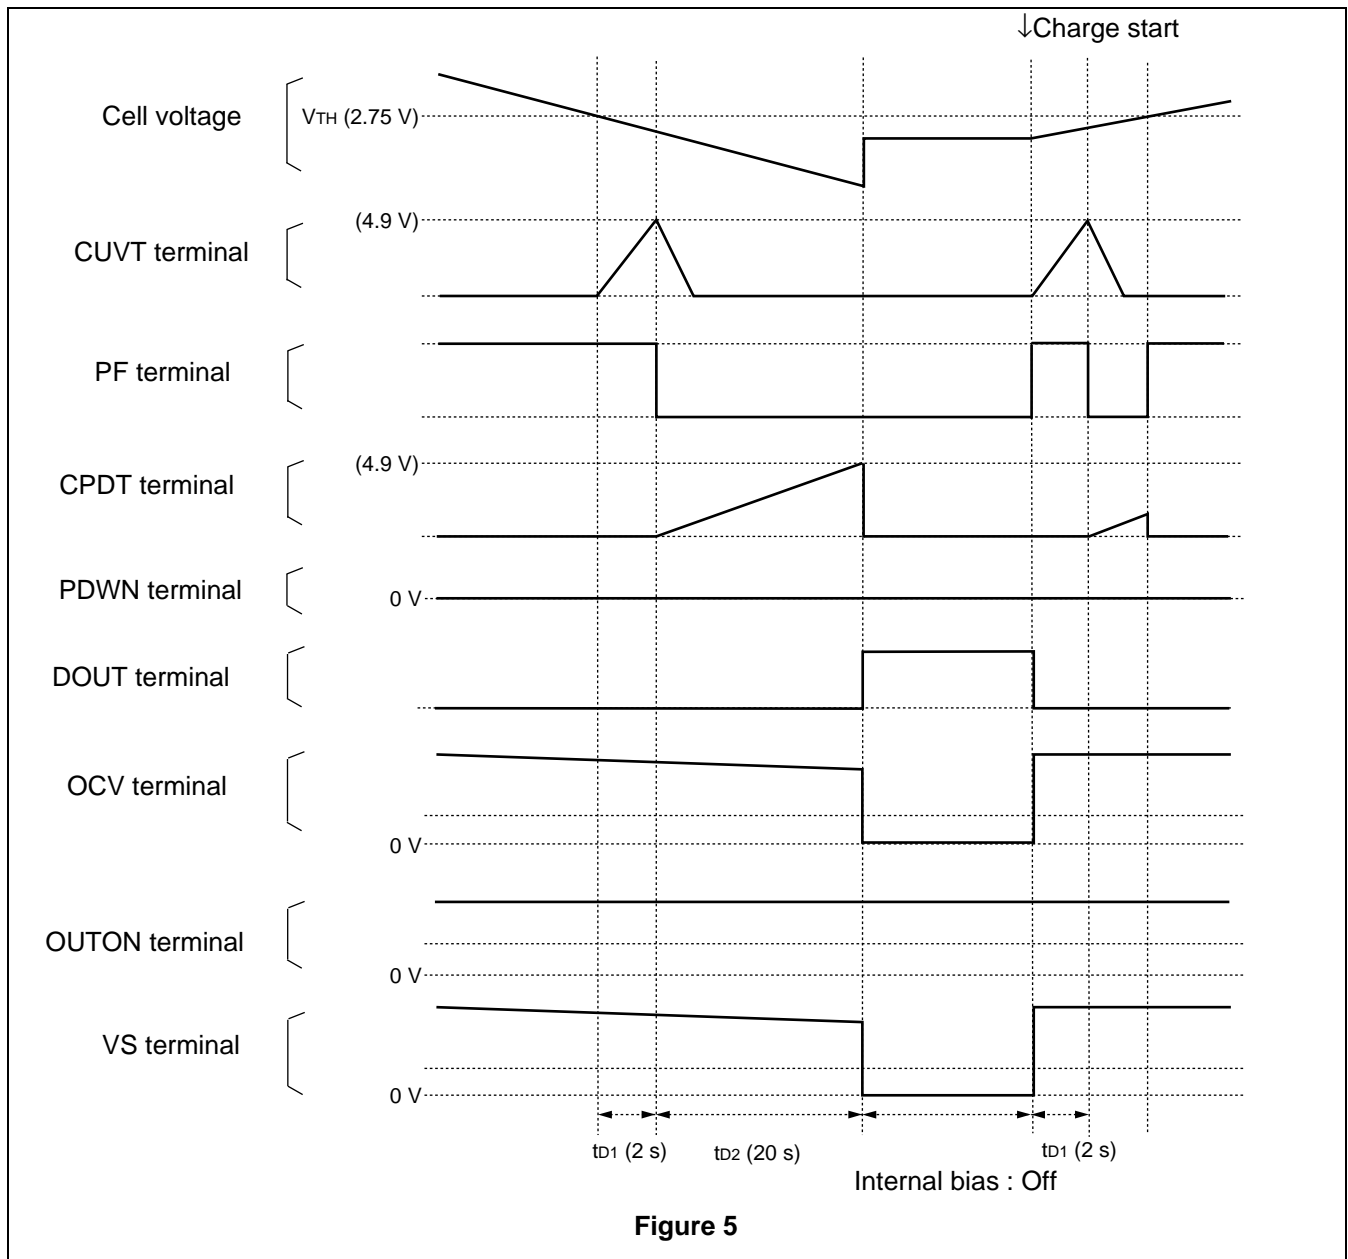 ↓Charge start
Cell voltage
VTH (2.75 V)
(4.9 V)
CUVT terminal
PF terminal
(4.9 V)
CPDT terminal
PDWN terminal
0 V
DOUT terminal
OCV terminal
0 V
OUTON terminal
0 V
VS terminal
0 V
tD1 (2 s)
tD2 (20 s)
tD1 (2 s)
Internal bias : Off
Figure 5